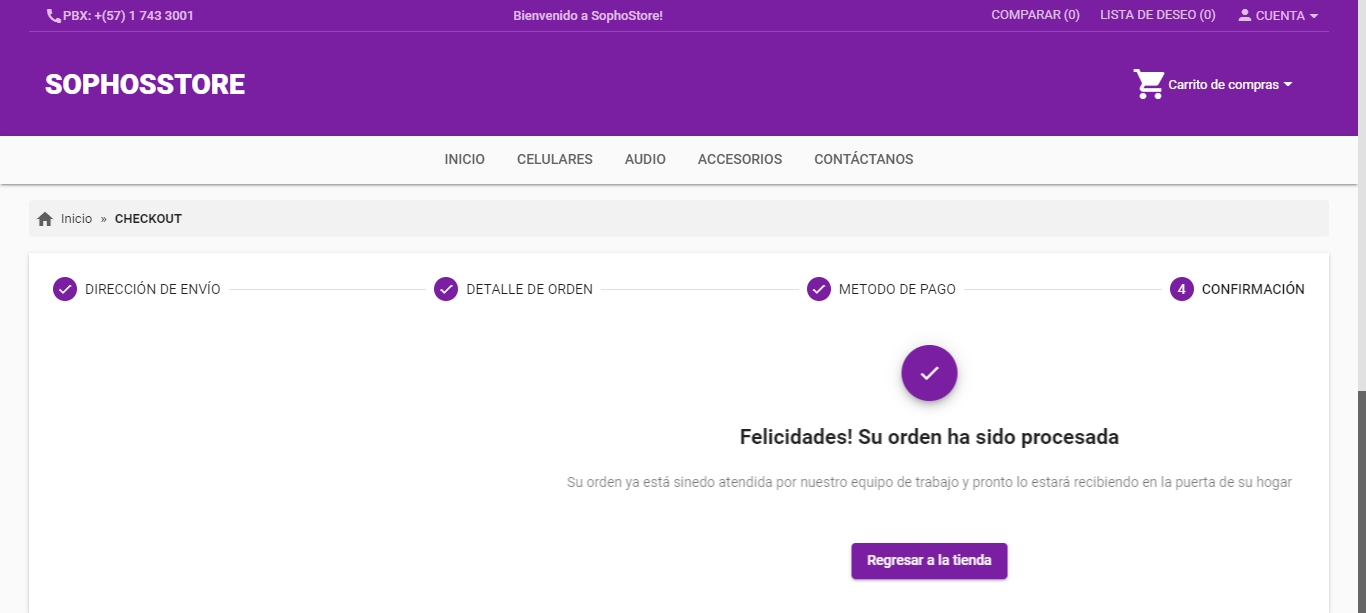 PBX: +(57) 1 743 3001
Bienvenido a SophoStore!
COMPARAR (0)
LISTA DE DESEO (0)
CUENTA
SOPHOSSTORE
Carrito de compras
INICIO
CELULARES
AUDIO
ACCESORIOS
CONTÁCTANOS
Inicio » CHECKOUT
DIRECCIÓN DE ENVÍO
DETALLE DE ORDEN
METODO DE PAGO
4 CONFIRMACIÓN
Felicidades! Su orden ha sido procesada
Su orden ya está sinedo atendida por nuestro equipo de trabajo y pronto lo estará recibiendo en la puerta de su hogar
Regresar a la tienda